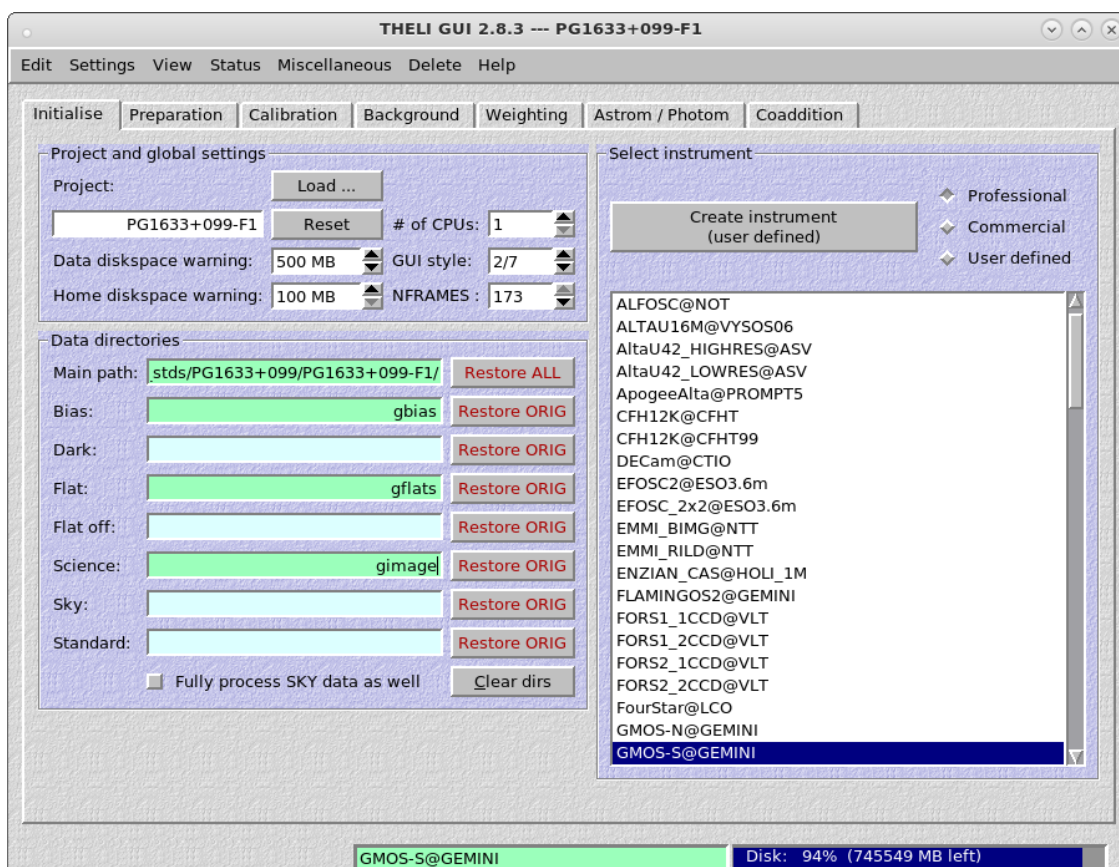 THELI GUI 2.8.3 --- PG1633+099-F1
Edit Settings View Status Miscellaneous Delete Help
Initialise Preparation Calibration Background Weighting Astrom / Photom Coaddition
Project and global settings
Project: Load ...
PG1633+099-F1 Reset # of CPUs: 1
Data diskspace warning: 500 MB GUI style: 2/7
Home diskspace warning: 100 MB NFRAMES : 173
Data directories
Main path: _stds/PG1633+099/PG1633+099-F1/ Restore ALL
Bias: gbias Restore ORIG
Dark: Restore ORIG
Flat: gflats Restore ORIG
Flat off: Restore ORIG
Science: gimage Restore ORIG
Sky: Restore ORIG
Standard: Restore ORIG
Fully process SKY data as well Clear dirs
Select instrument
Create instrument
(user defined)
Professional
Commercial
User defined
ALFOSC@NOT
ALTAU16M@VYSOS06
AltaU42_HIGHRES@ASV
AltaU42_LOWRES@ASV
ApogeeAlta@PROMPT5
CFH12K@CFHT
CFH12K@CFHT99
DECam@CTIO
EFOSC2@ESO3.6m
EFOSC_2x2@ESO3.6m
EMMI_BIMG@NTT
EMMI_RILD@NTT
ENZIAN_CAS@HOLI_1M
FLAMINGOS2@GEMINI
FORS1_1CCD@VLT
FORS1_2CCD@VLT
FORS2_1CCD@VLT
FORS2_2CCD@VLT
FourStar@LCO
GMOS-N@GEMINI
GMOS-S@GEMINI
GMOS-S@GEMINI Disk: 94% (745549 MB left)